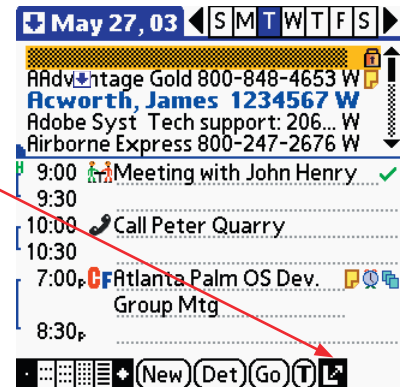 May 27, 03 S M T W T F S
AAdvantage Gold 800-848-4653 W
Acworth, James 1234567 W
Adobe Syst Tech support: 206... W
Airborne Express 800-247-2676 W
9:00 Meeting with John Henry
9:30
10:00 Call Peter Quarry
10:30
7:00p CF Atlanta Palm OS Dev.
Group Mtg
8:30p
New Det Go T